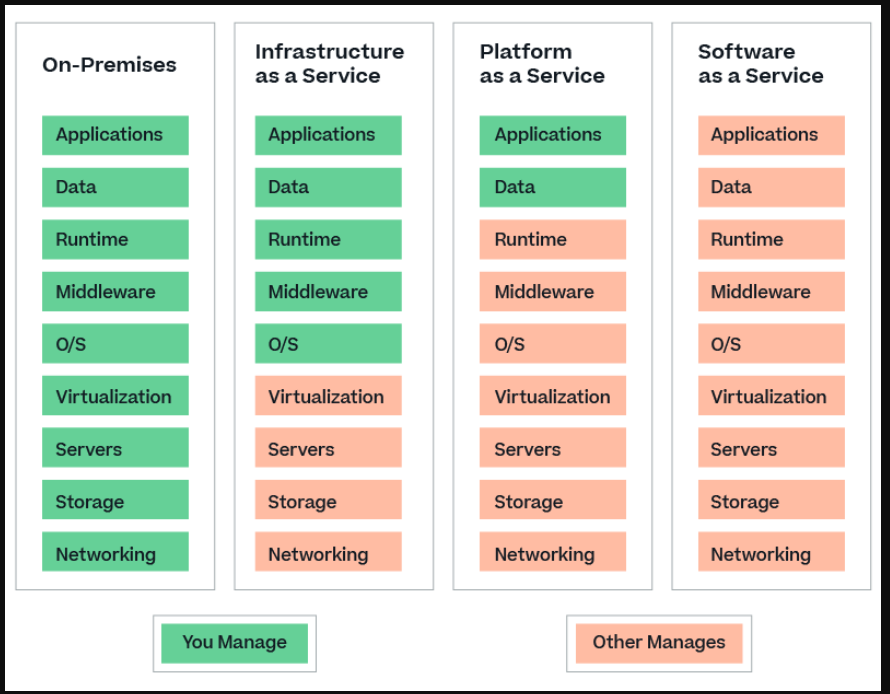 On-Premises
Applications
Data
Runtime
Middleware
O/S
Virtualization
Servers
Storage
Networking
Infrastructure
as a Service
Applications
Data
Runtime
Middleware
O/S
Virtualization
Servers
Storage
Networking
Platform
as a Service
Applications
Data
Runtime
Middleware
O/S
Virtualization
Servers
Storage
Networking
Software
as a Service
Applications
Data
Runtime
Middleware
O/S
Virtualization
Servers
Storage
Networking
You Manage
Other Manages